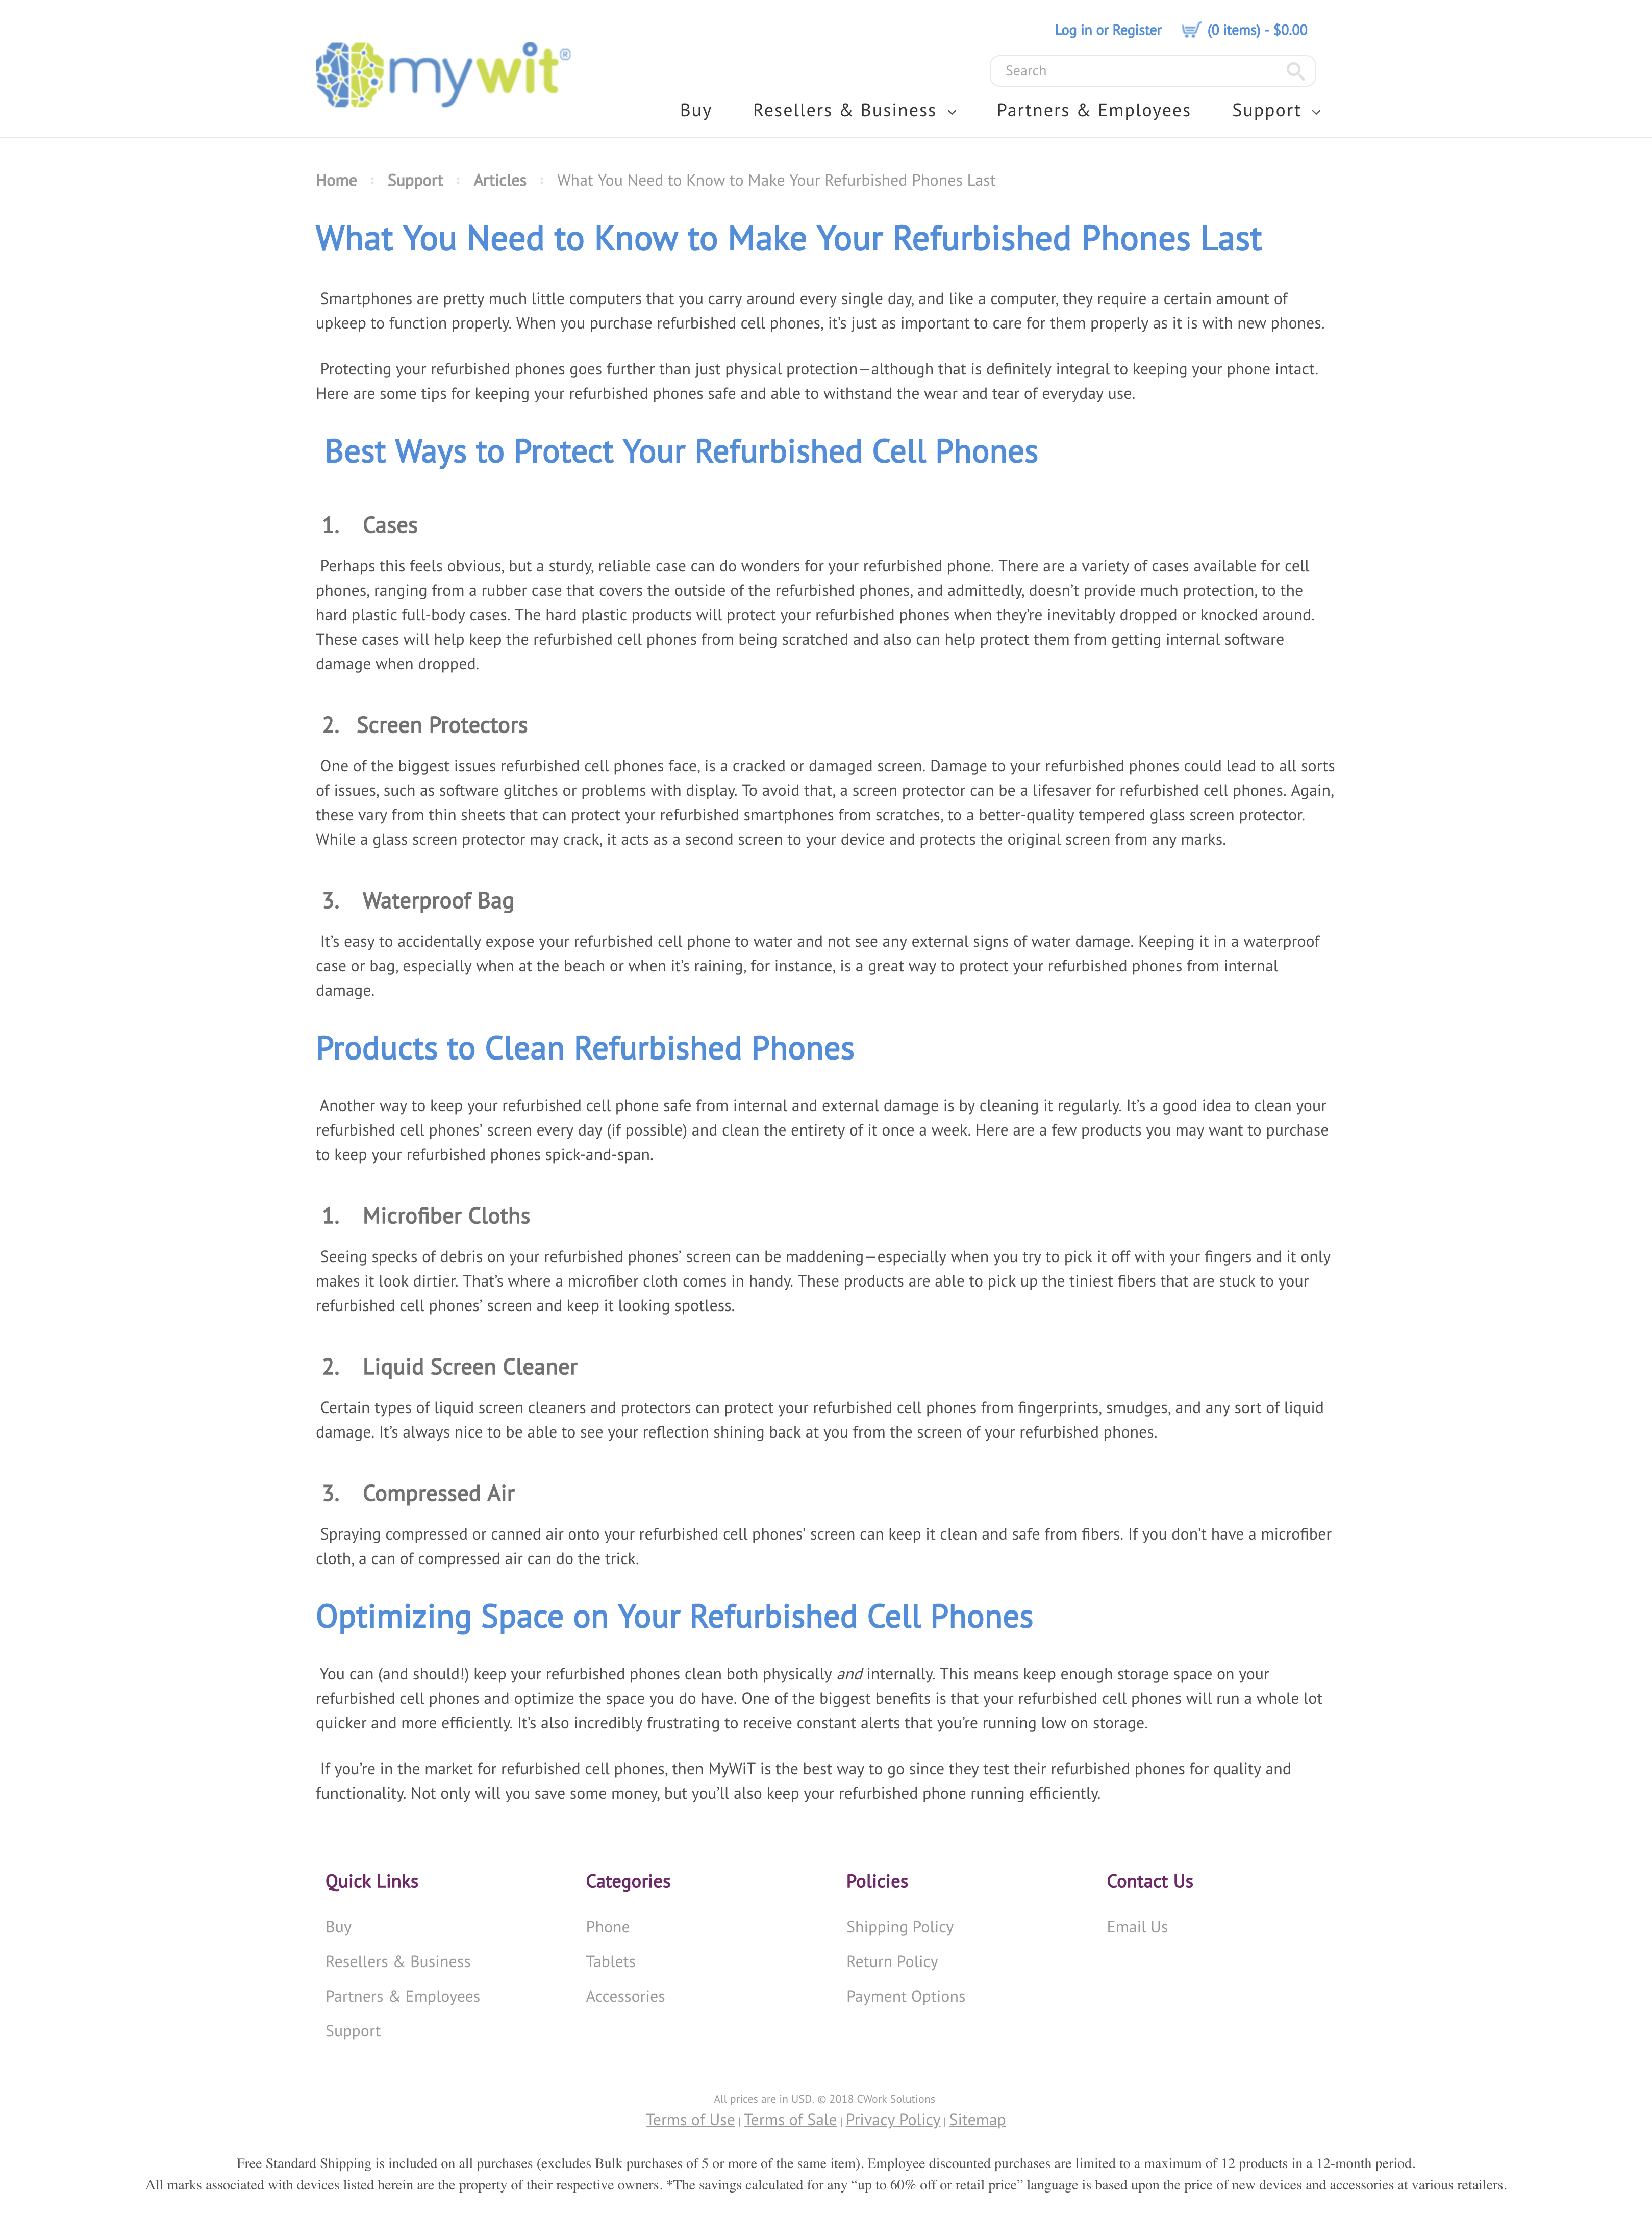 Log in or Register (0 items) - $0.00
mywit®
Search
Buy Resellers & Business Partners & Employees Support
Home : Support : Articles : What You Need to Know to Make Your Refurbished Phones Last
What You Need to Know to Make Your Refurbished Phones Last
Smartphones are pretty much little computers that you carry around every single day, and like a computer, they require a certain amount of
upkeep to function properly. When you purchase refurbished cell phones, it’s just as important to care for them properly as it is with new phones.
Protecting your refurbished phones goes further than just physical protection—although that is definitely integral to keeping your phone intact.
Here are some tips for keeping your refurbished phones safe and able to withstand the wear and tear of everyday use.
Best Ways to Protect Your Refurbished Cell Phones
1. Cases
Perhaps this feels obvious, but a sturdy, reliable case can do wonders for your refurbished phone. There are a variety of cases available for cell
phones, ranging from a rubber case that covers the outside of the refurbished phones, and admittedly, doesn’t provide much protection, to the
hard plastic full-body cases. The hard plastic products will protect your refurbished phones when they’re inevitably dropped or knocked around.
These cases will help keep the refurbished cell phones from being scratched and also can help protect them from getting internal software
damage when dropped.
2. Screen Protectors
One of the biggest issues refurbished cell phones face, is a cracked or damaged screen. Damage to your refurbished phones could lead to all sorts
of issues, such as software glitches or problems with display. To avoid that, a screen protector can be a lifesaver for refurbished cell phones. Again,
these vary from thin sheets that can protect your refurbished smartphones from scratches, to a better-quality tempered glass screen protector.
While a glass screen protector may crack, it acts as a second screen to your device and protects the original screen from any marks.
3. Waterproof Bag
It’s easy to accidentally expose your refurbished cell phone to water and not see any external signs of water damage. Keeping it in a waterproof
case or bag, especially when at the beach or when it’s raining, for instance, is a great way to protect your refurbished phones from internal
damage.
Products to Clean Refurbished Phones
Another way to keep your refurbished cell phone safe from internal and external damage is by cleaning it regularly. It’s a good idea to clean your
refurbished cell phones’ screen every day (if possible) and clean the entirety of it once a week. Here are a few products you may want to purchase
to keep your refurbished phones spick-and-span.
1. Microfiber Cloths
Seeing specks of debris on your refurbished phones’ screen can be maddening—especially when you try to pick it off with your fingers and it only
makes it look dirtier. That’s where a microfiber cloth comes in handy. These products are able to pick up the tiniest fibers that are stuck to your
refurbished cell phones’ screen and keep it looking spotless.
2. Liquid Screen Cleaner
Certain types of liquid screen cleaners and protectors can protect your refurbished cell phones from fingerprints, smudges, and any sort of liquid
damage. It’s always nice to be able to see your reflection shining back at you from the screen of your refurbished phones.
3. Compressed Air
Spraying compressed or canned air onto your refurbished cell phones’ screen can keep it clean and safe from fibers. If you don’t have a microfiber
cloth, a can of compressed air can do the trick.
Optimizing Space on Your Refurbished Cell Phones
You can (and should!) keep your refurbished phones clean both physically and internally. This means keep enough storage space on your
refurbished cell phones and optimize the space you do have. One of the biggest benefits is that your refurbished cell phones will run a whole lot
quicker and more efficiently. It's also incredibly frustrating to receive constant alerts that you’re running low on storage.
If you’re in the market for refurbished cell phones, then MyWiT is the best way to go since they test their refurbished phones for quality and
functionality. Not only will you save some money, but you’ll also keep your refurbished phone running efficiently.
Quick Links Categories Policies Contact Us
Buy Phone Shipping Policy Email Us
Resellers & Business Tablets Return Policy
Partners & Employees Accessories Payment Options
Support
All prices are in USD. © 2018 CWork Solutions
Terms of Use | Terms of Sale | Privacy Policy | Sitemap
Free Standard Shipping is included on all purchases (excludes Bulk purchases of 5 or more of the same item). Employee discounted purchases are limited to a maximum of 12 products in a 12-month period.
All marks associated with devices listed herein are the property of their respective owners. *The savings calculated for any “up to 60% off or retail price” language is based upon the price of new devices and accessories at various retailers.